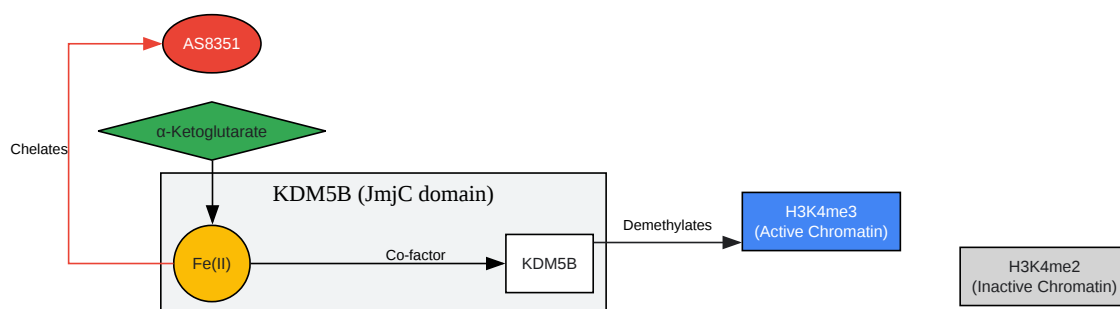 AS8351
α-Ketoglutarate
Chelates
KDM5B (JmjC domain)
Fe(II)
Co-factor
KDM5B
Demethylates
H3K4me3
(Active Chromatin)
H3K4me2
(Inactive Chromatin)